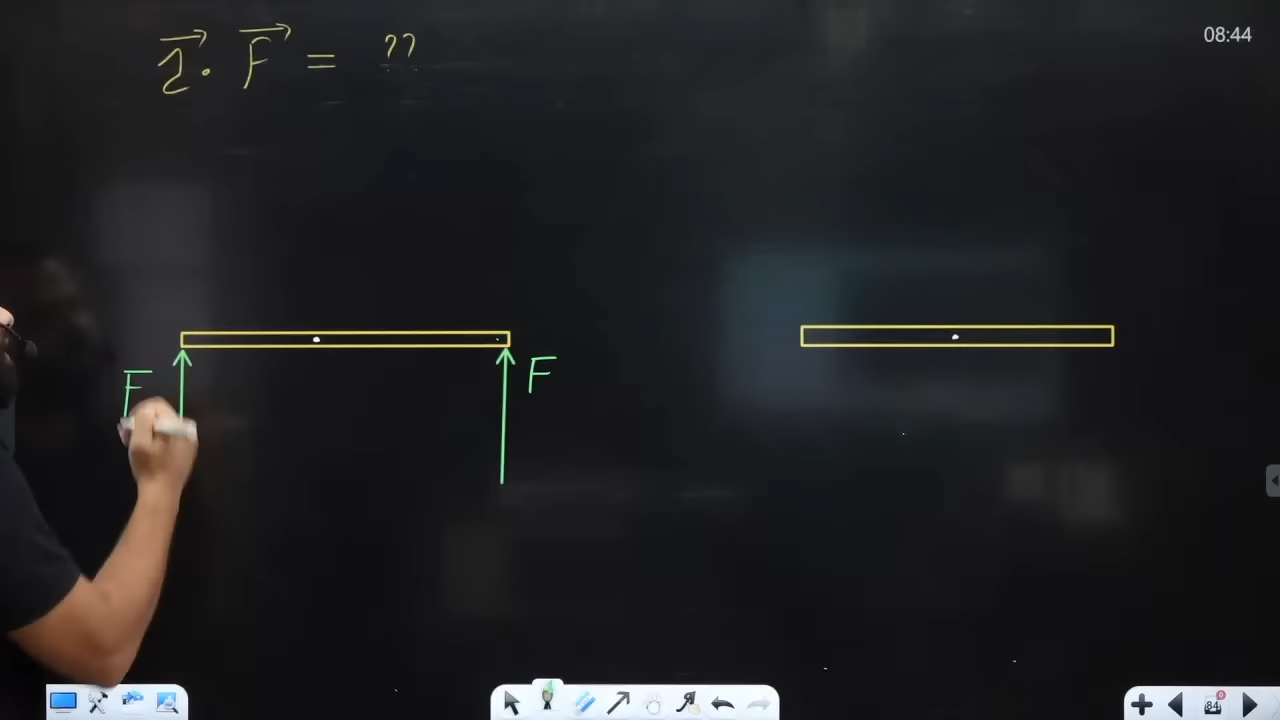 r⃗ . F⃗ = ??
08:44
F F
84